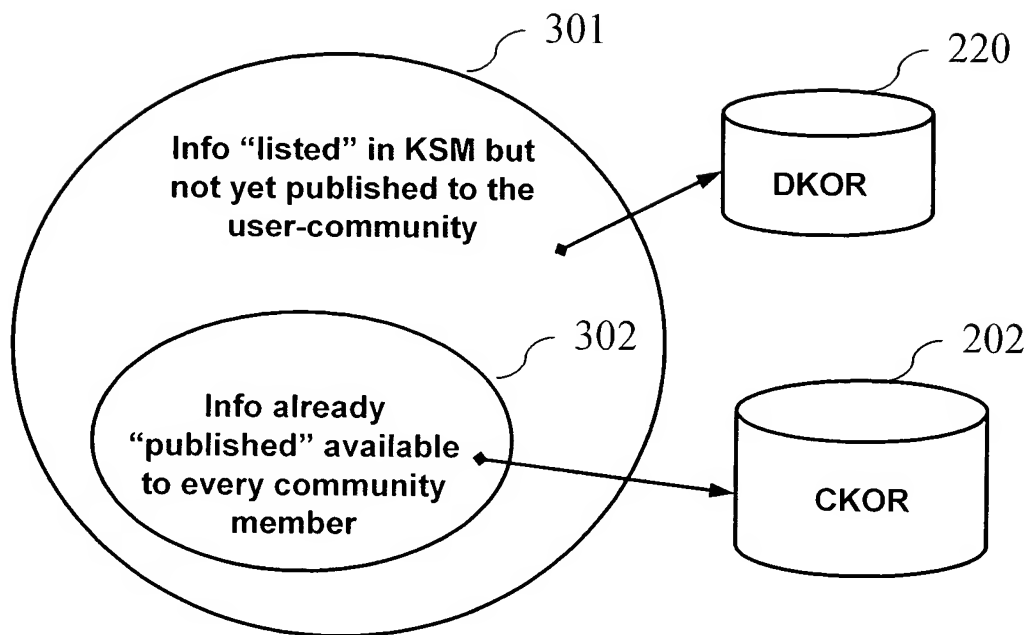 301
220
Info “listed” in KSM but
not yet published to the
user-community
DKOR
302
202
Info already
“published” available
to every community
member
CKOR